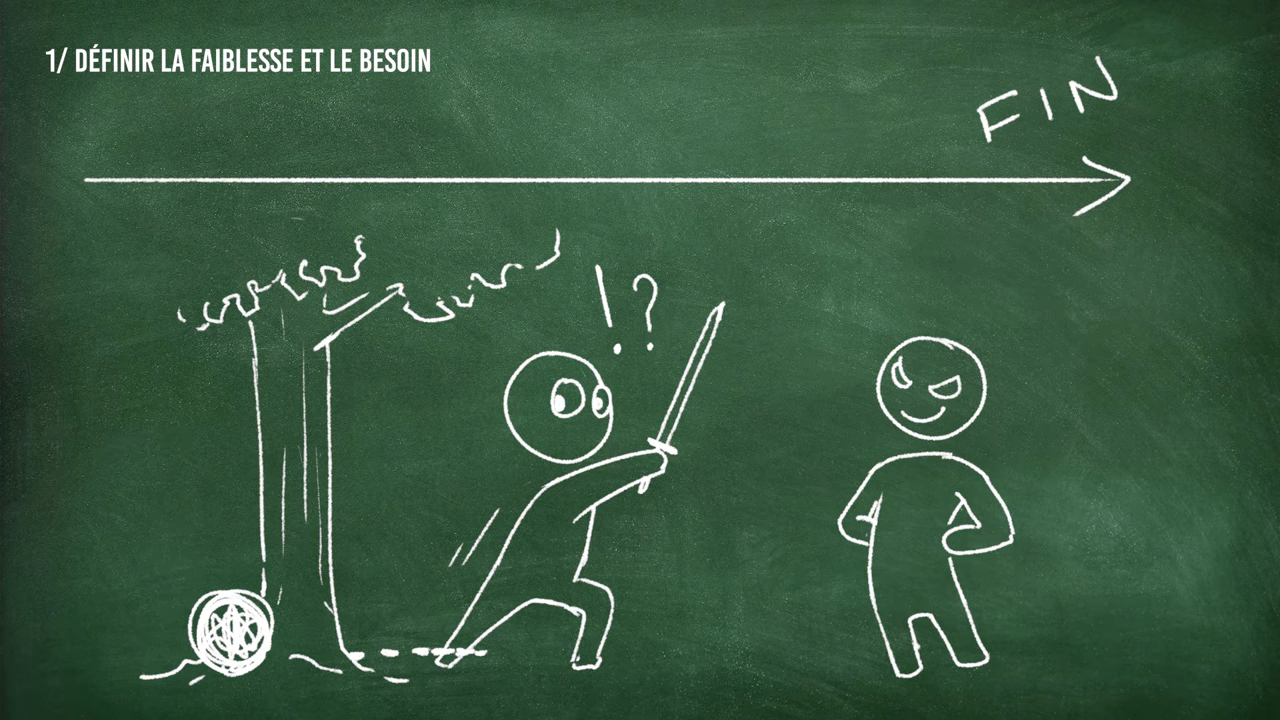 1/ DÉFINIR LA FAIBLESSE ET LE BESOIN
FIN
!?